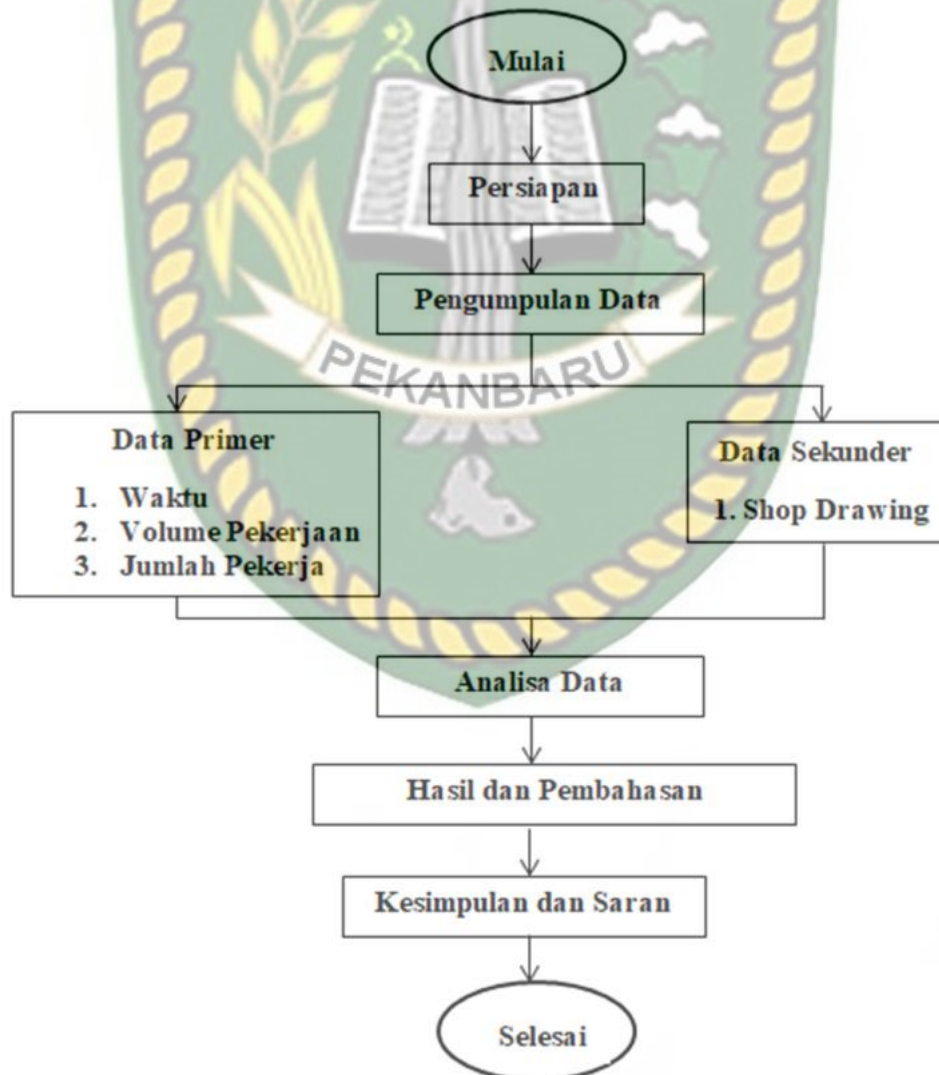 Mulai
Persiapan
Pengumpulan Data
PEKANBARU
Data Primer
1. Waktu
2. Volume Pekerjaan
3. Jumlah Pekerja
Data Sekunder
1. Shop Drawing
Analisa Data
Hasil dan Pembahasan
Kesimpulan dan Saran
Selesai